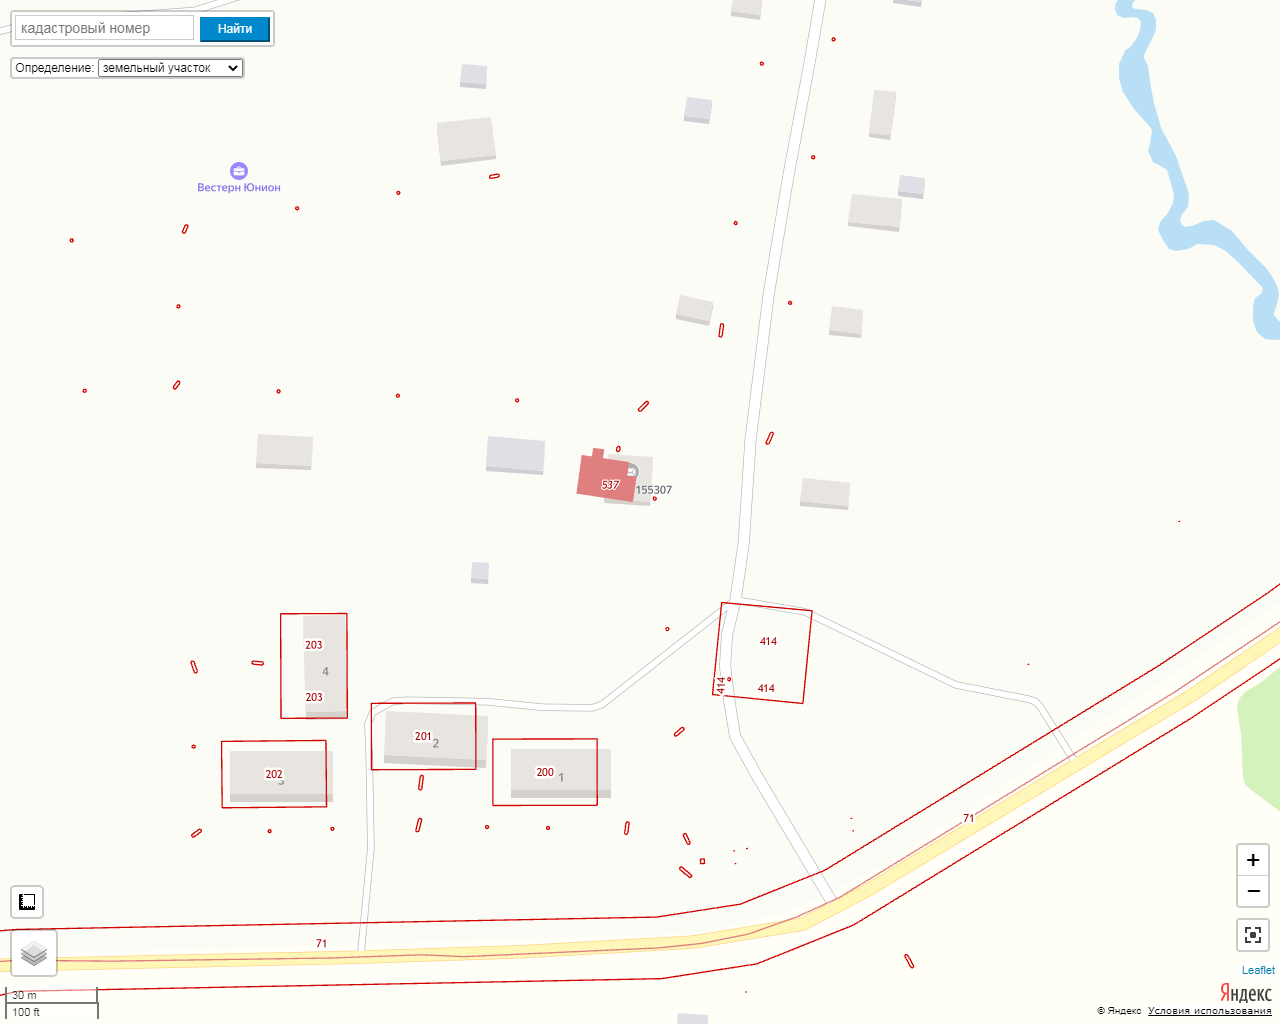 кадастровый номер
Найти
Определение: земельный участок
Вестерн Юнион
537
155307
203
4
203
414
414
414
201
2
202
3
200
1
71
71
+
−
30 m
100 ft
Leaflet
Яндекс
© Яндекс Условия использования